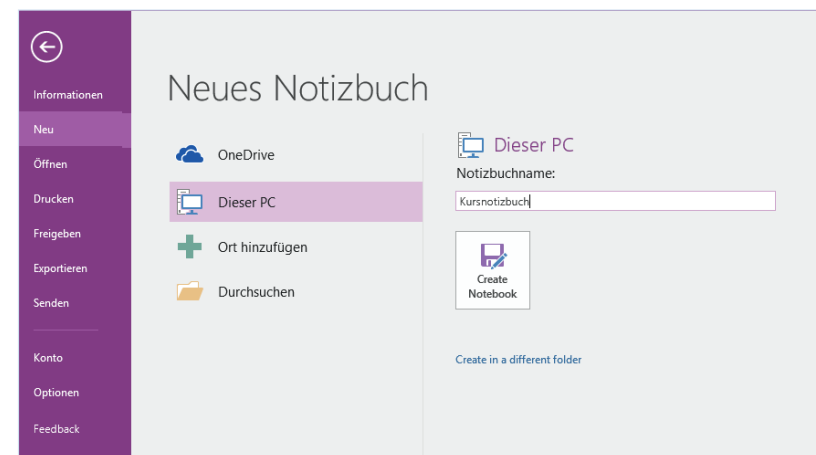 Informationen
Neu
Öffnen
Drucken
Freigeben
Exportieren
Senden
Konto
Optionen
Feedback
Neues Notizbuch
OneDrive
Dieser PC
Ort hinzufügen
Durchsuchen
Dieser PC
Notizbuchname:
Kursnotizbuch
Create
Notebook
Create in a different folder